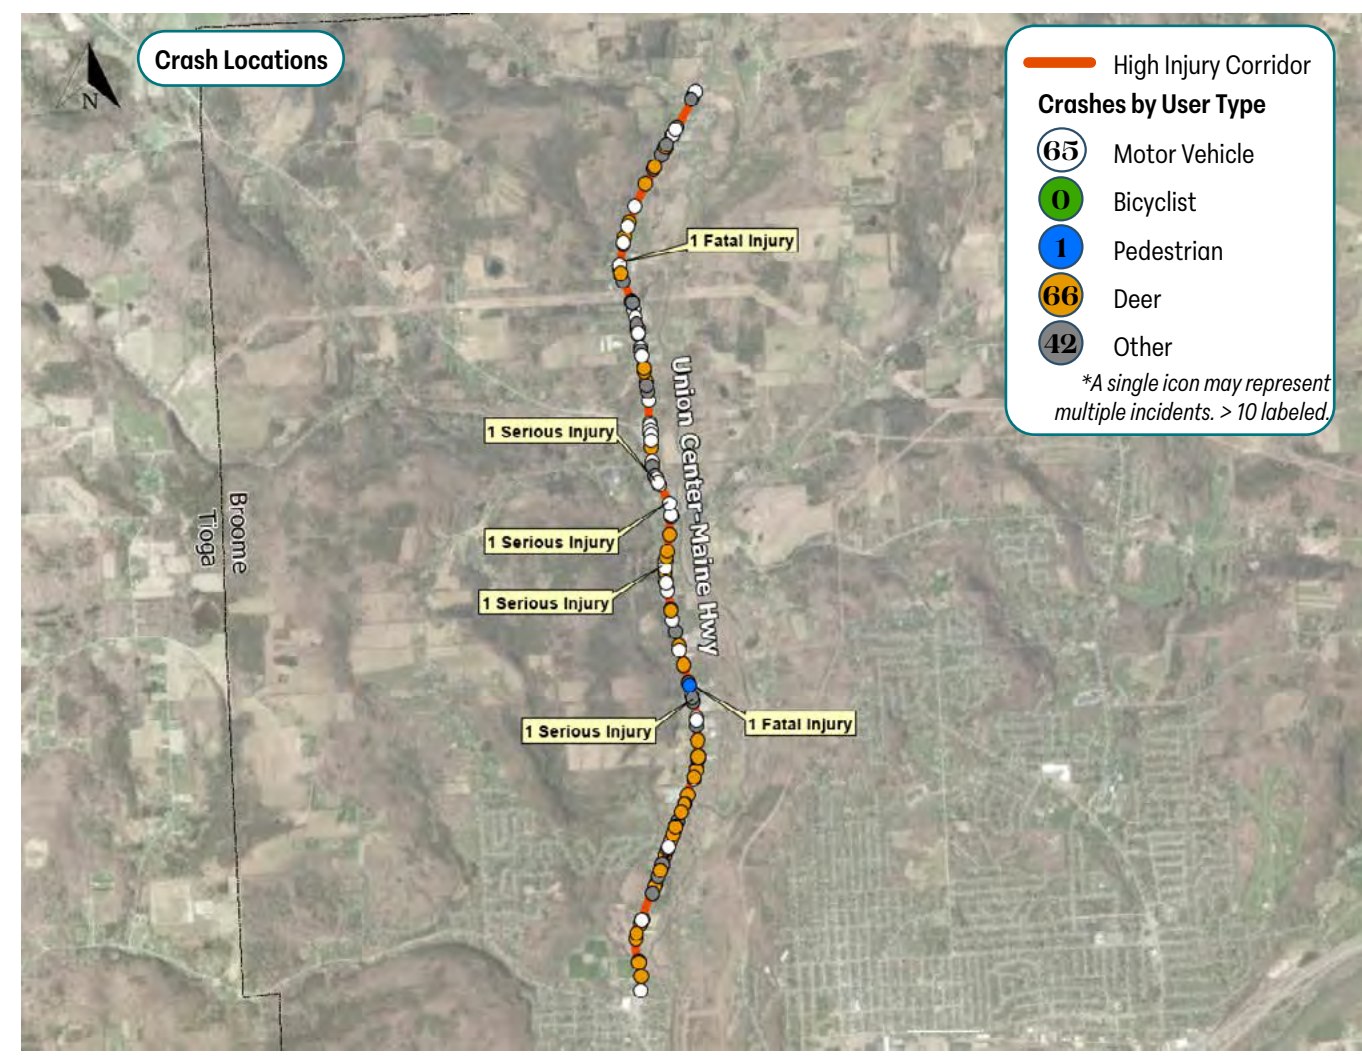 Crash Locations
N
High Injury Corridor
Crashes by User Type
65 Motor Vehicle
0 Bicyclist
1 Pedestrian
66 Deer
42 Other
*A single icon may represent
multiple incidents. > 10 labeled.
1 Fatal Injury
Union Center-Maine Hwy
1 Serious Injury
1 Serious Injury
1 Serious Injury
Broome
Tioga
1 Serious Injury
1 Fatal Injury